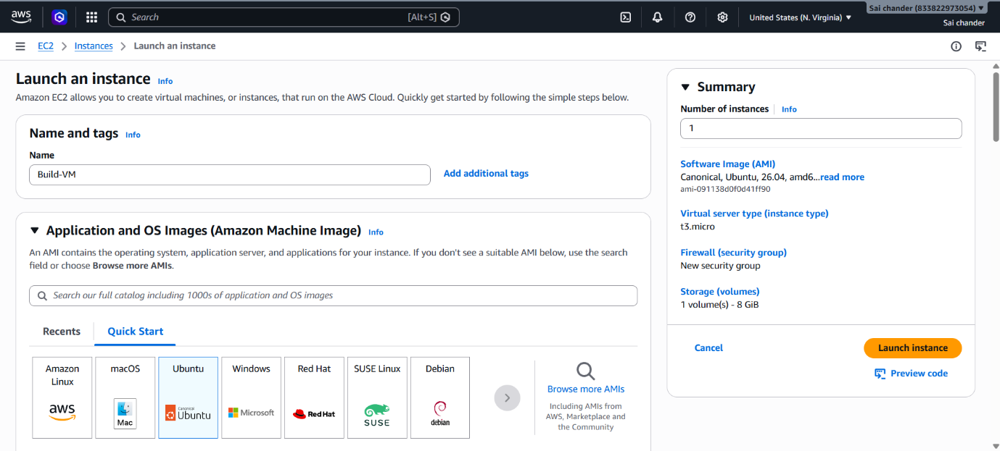 aws
Search [Alt+S]
United States (N. Virginia)
Sai chander (833822973054)
Sai chander
EC2 > Instances > Launch an instance
Launch an instance Info
Amazon EC2 allows you to create virtual machines, or instances, that run on the AWS Cloud. Quickly get started by following the simple steps below.
Name and tags Info
Name
Build-VM
Add additional tags
Application and OS Images (Amazon Machine Image) Info
An AMI contains the operating system, application server, and applications for your instance. If you don't see a suitable AMI below, use the search
field or choose Browse more AMIs.
Search our full catalog including 1000s of application and OS images
Recents
Quick Start
Amazon
Linux
aws
macOS
Mac
Ubuntu
Canonical
Ubuntu
Windows
Microsoft
Red Hat
Red Hat
SUSE Linux
SUSE
Debian
debian
Browse more AMIs
Including AMIs from
AWS, Marketplace and
the Community
Summary
Number of instances Info
1
Software Image (AMI)
Canonical, Ubuntu, 26.04, amd6...read more
ami-091138d0f0d41ff90
Virtual server type (instance type)
t3.micro
Firewall (security group)
New security group
Storage (volumes)
1 volume(s) - 8 GiB
Cancel
Launch instance
Preview code